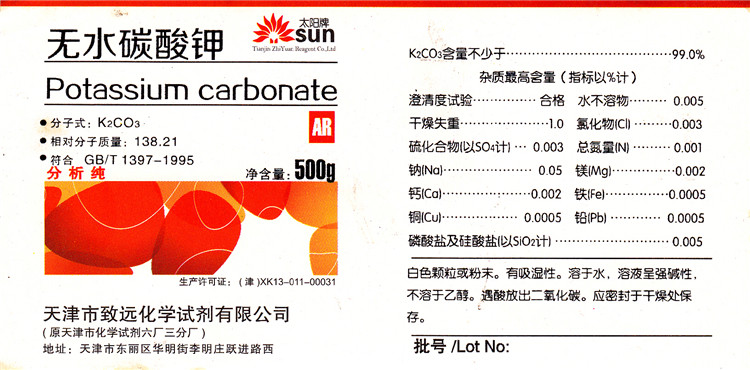 无水碳酸钾
太阳牌
sun
Tianjin ZhiYuan Reagent Co.,Ltd
Potassium carbonate
分子式: K2CO3
相对分子质量: 138.21
AR
符合 GB/T 1397-1995
分析纯
净含量: 500g
生产许可证: (津)XK13-011-00031
天津市致远化学试剂有限公司
(原天津市化学试剂六厂三分厂)
地址: 天津市东丽区华明街李明庄跃进路西
K2CO3含量不少于……………………………99.0%
杂质最高含量 (指标以%计)
澄清度试验…………… 合格 水不溶物……… 0.005
干燥失重……………1.0 氯化物(Cl) ………0.003
硫化合物(以SO4计)… 0.003 总氮量(N) ……… 0.001
钠(Na)……………… 0.05 镁(Mg)……………0.002
钙(Ca)……………0.002 铁(Fe)…………0.0005
铜(Cu)…………… 0.0005 铅(Pb) ………… 0.0005
磷酸盐及硅酸盐(以SiO2计) …………………… 0.005
白色颗粒或粉末。有吸湿性。溶于水，溶液呈强碱性，
不溶于乙醇。遇酸放出二氧化碳。应密封于干燥处保
存。
批号 /Lot No: